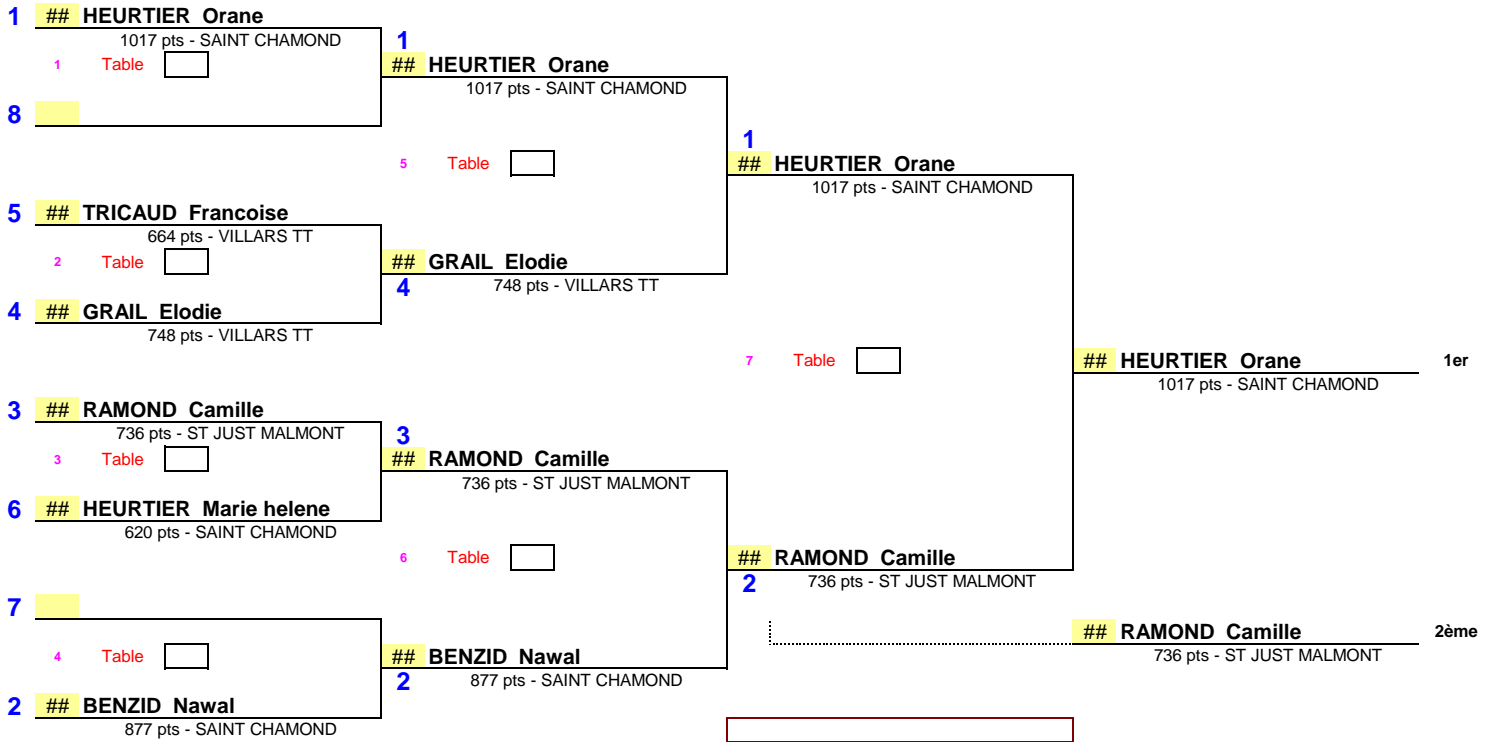 1 ## HEURTIER Orane
1017 pts - SAINT CHAMOND
1 Table
8
1
## HEURTIER Orane
1017 pts - SAINT CHAMOND
5 Table
5 ## TRICAUD Francoise
664 pts - VILLARS TT
2 Table
4 ## GRAIL Elodie
748 pts - VILLARS TT
## GRAIL Elodie
4 748 pts - VILLARS TT
1
## HEURTIER Orane
1017 pts - SAINT CHAMOND
7 Table
## HEURTIER Orane 1er
1017 pts - SAINT CHAMOND
3 ## RAMOND Camille
736 pts - ST JUST MALMONT
3 Table
6 ## HEURTIER Marie helene
620 pts - SAINT CHAMOND
3
## RAMOND Camille
736 pts - ST JUST MALMONT
6 Table
7
4 Table
2 ## BENZID Nawal
877 pts - SAINT CHAMOND
## BENZID Nawal
2 877 pts - SAINT CHAMOND
## RAMOND Camille
2 736 pts - ST JUST MALMONT
## RAMOND Camille 2ème
736 pts - ST JUST MALMONT